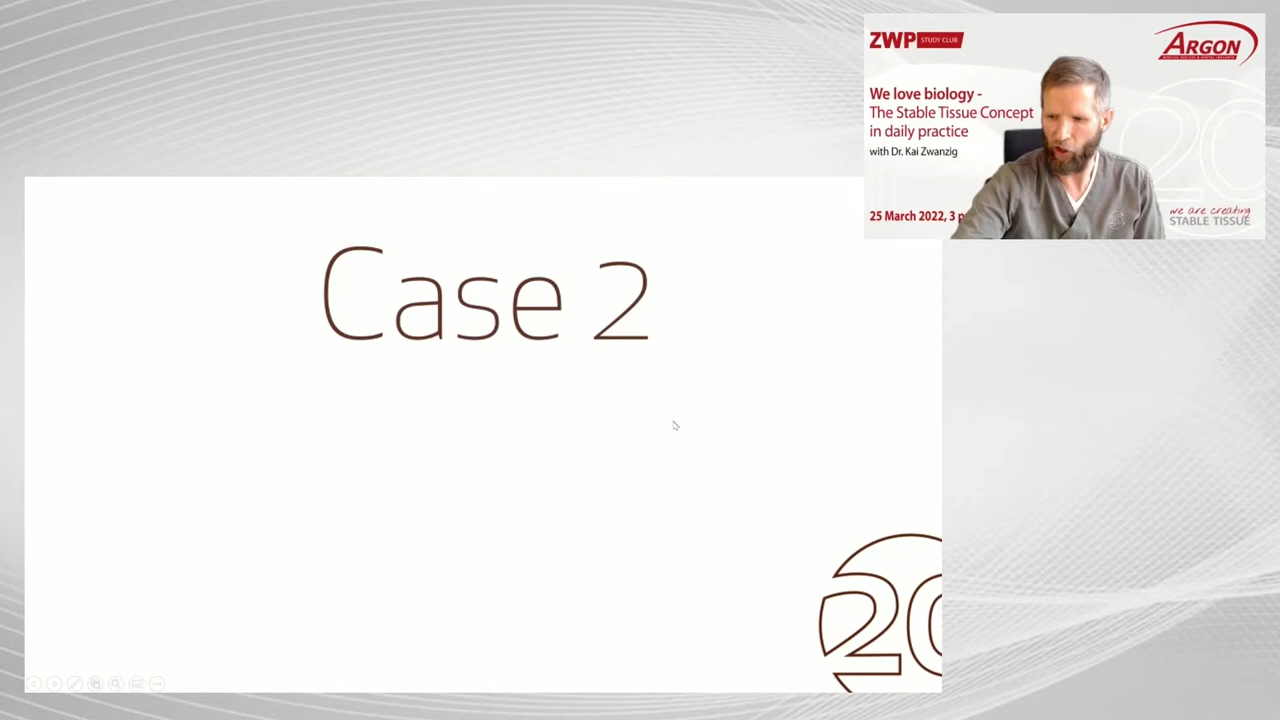 Case 2
20
ZWP STUDY CLUB
ARGON
We love biology -
The Stable Tissue Concept
in daily practice
with Dr. Kai Zwanzig
25 March 2022, 3 p
20
we are creating
STABLE TISSUE